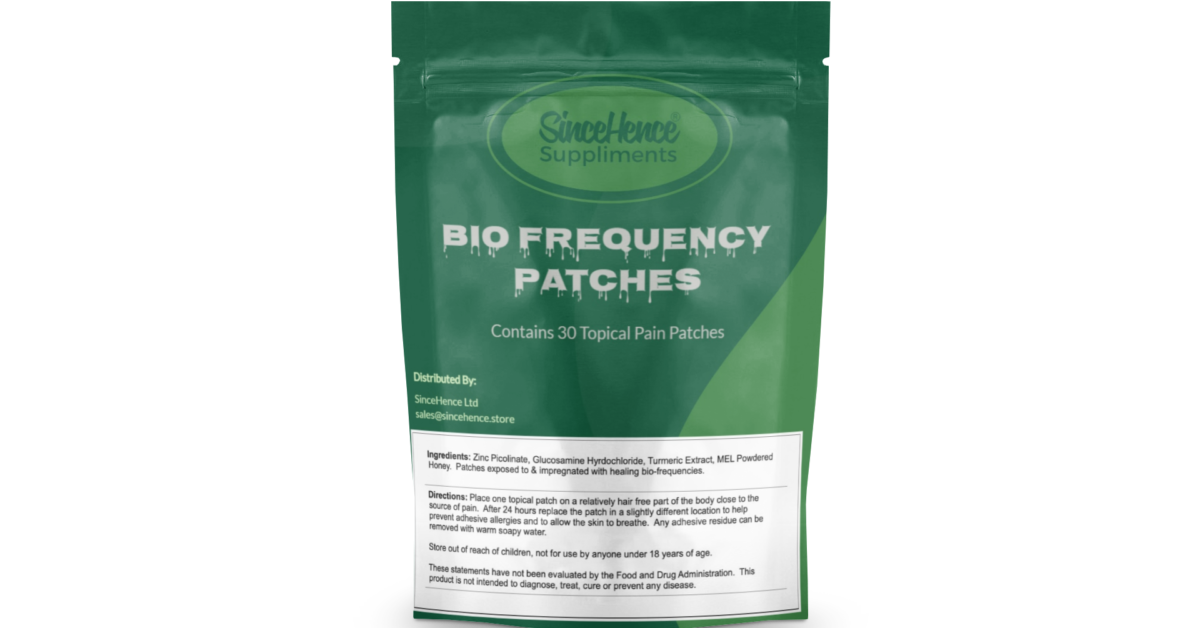 SinceHence®
Suppliments
BIO FREQUENCY
PATCHES
Contains 30 Topical Pain Patches
Distributed By:
SinceHence Ltd
sales@sincehence.store
Ingredients: Zinc Picolinate, Glucosamine Hyrdochloride, Turmeric Extract, MEL Powdered
Honey. Patches exposed to & impregnated with healing bio-frequencies.
Directions: Place one topical patch on a relatively hair free part of the body close to the
source of pain. After 24 hours replace the patch in a slightly different location to help
prevent adhesive allergies and to allow the skin to breathe. Any adhesive residue can be
removed with warm soapy water.
Store out of reach of children, not for use by anyone under 18 years of age.
These statements have not been evaluated by the Food and Drug Administration. This
product is not intended to diagnose, treat, cure or prevent any disease.